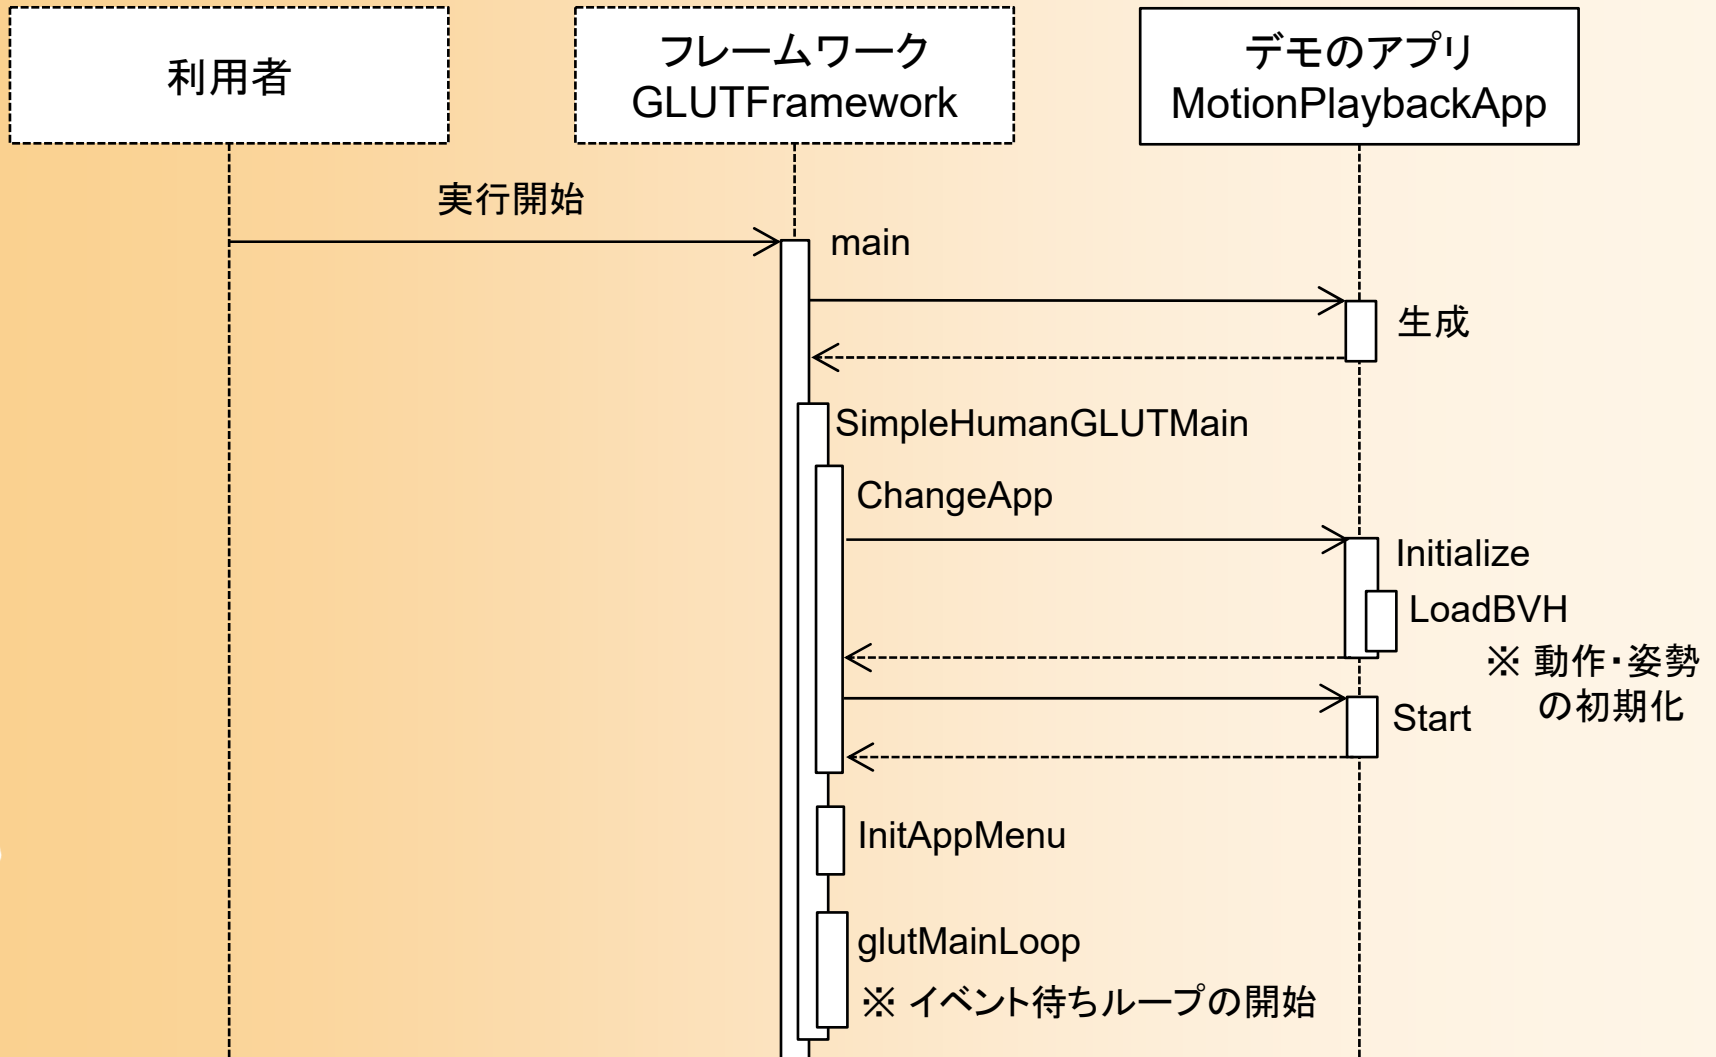 利用者
フレームワーク
GLUTFramework
デモのアプリ
MotionPlaybackApp
実行開始
main
生成
SimpleHumanGLUTMain
ChangeApp
Initialize
LoadBVH
※ 動作・姿勢
の初期化
Start
InitAppMenu
glutMainLoop
※ イベント待ちループの開始